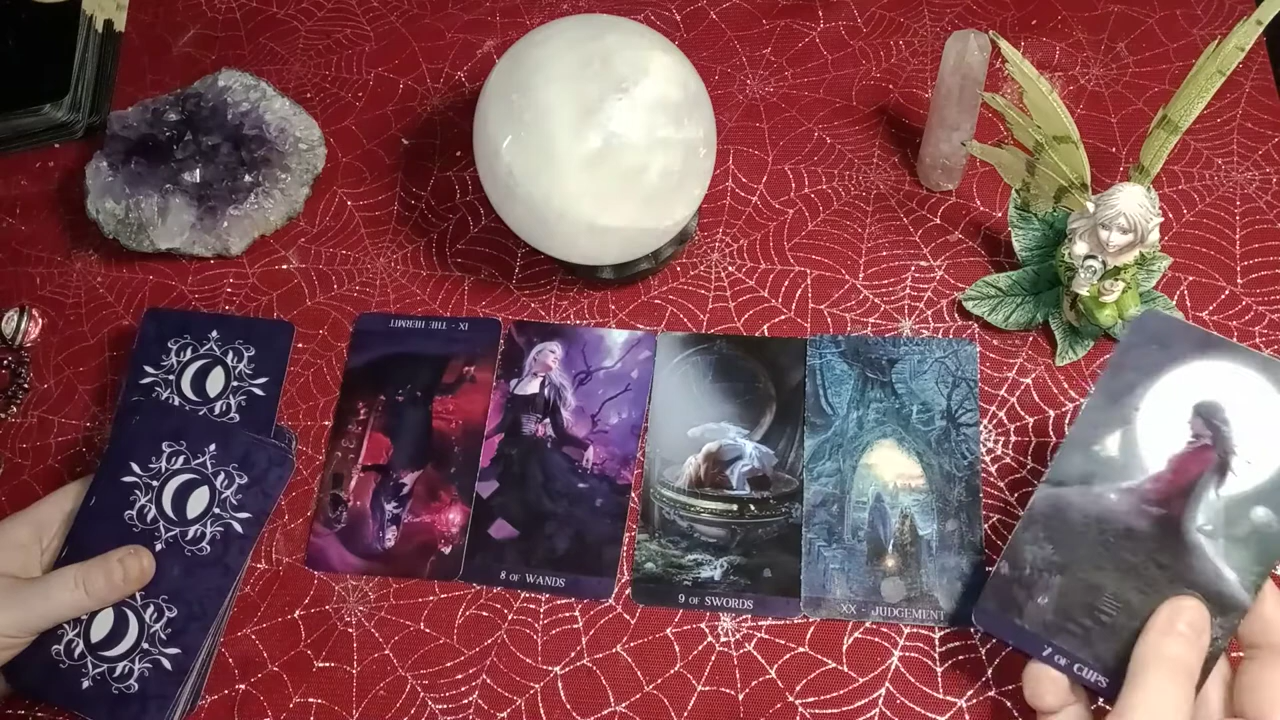 IX - THE HERMIT
8 OF WANDS
9 OF SWORDS
XX - JUDGEMENT
7 OF CUPS